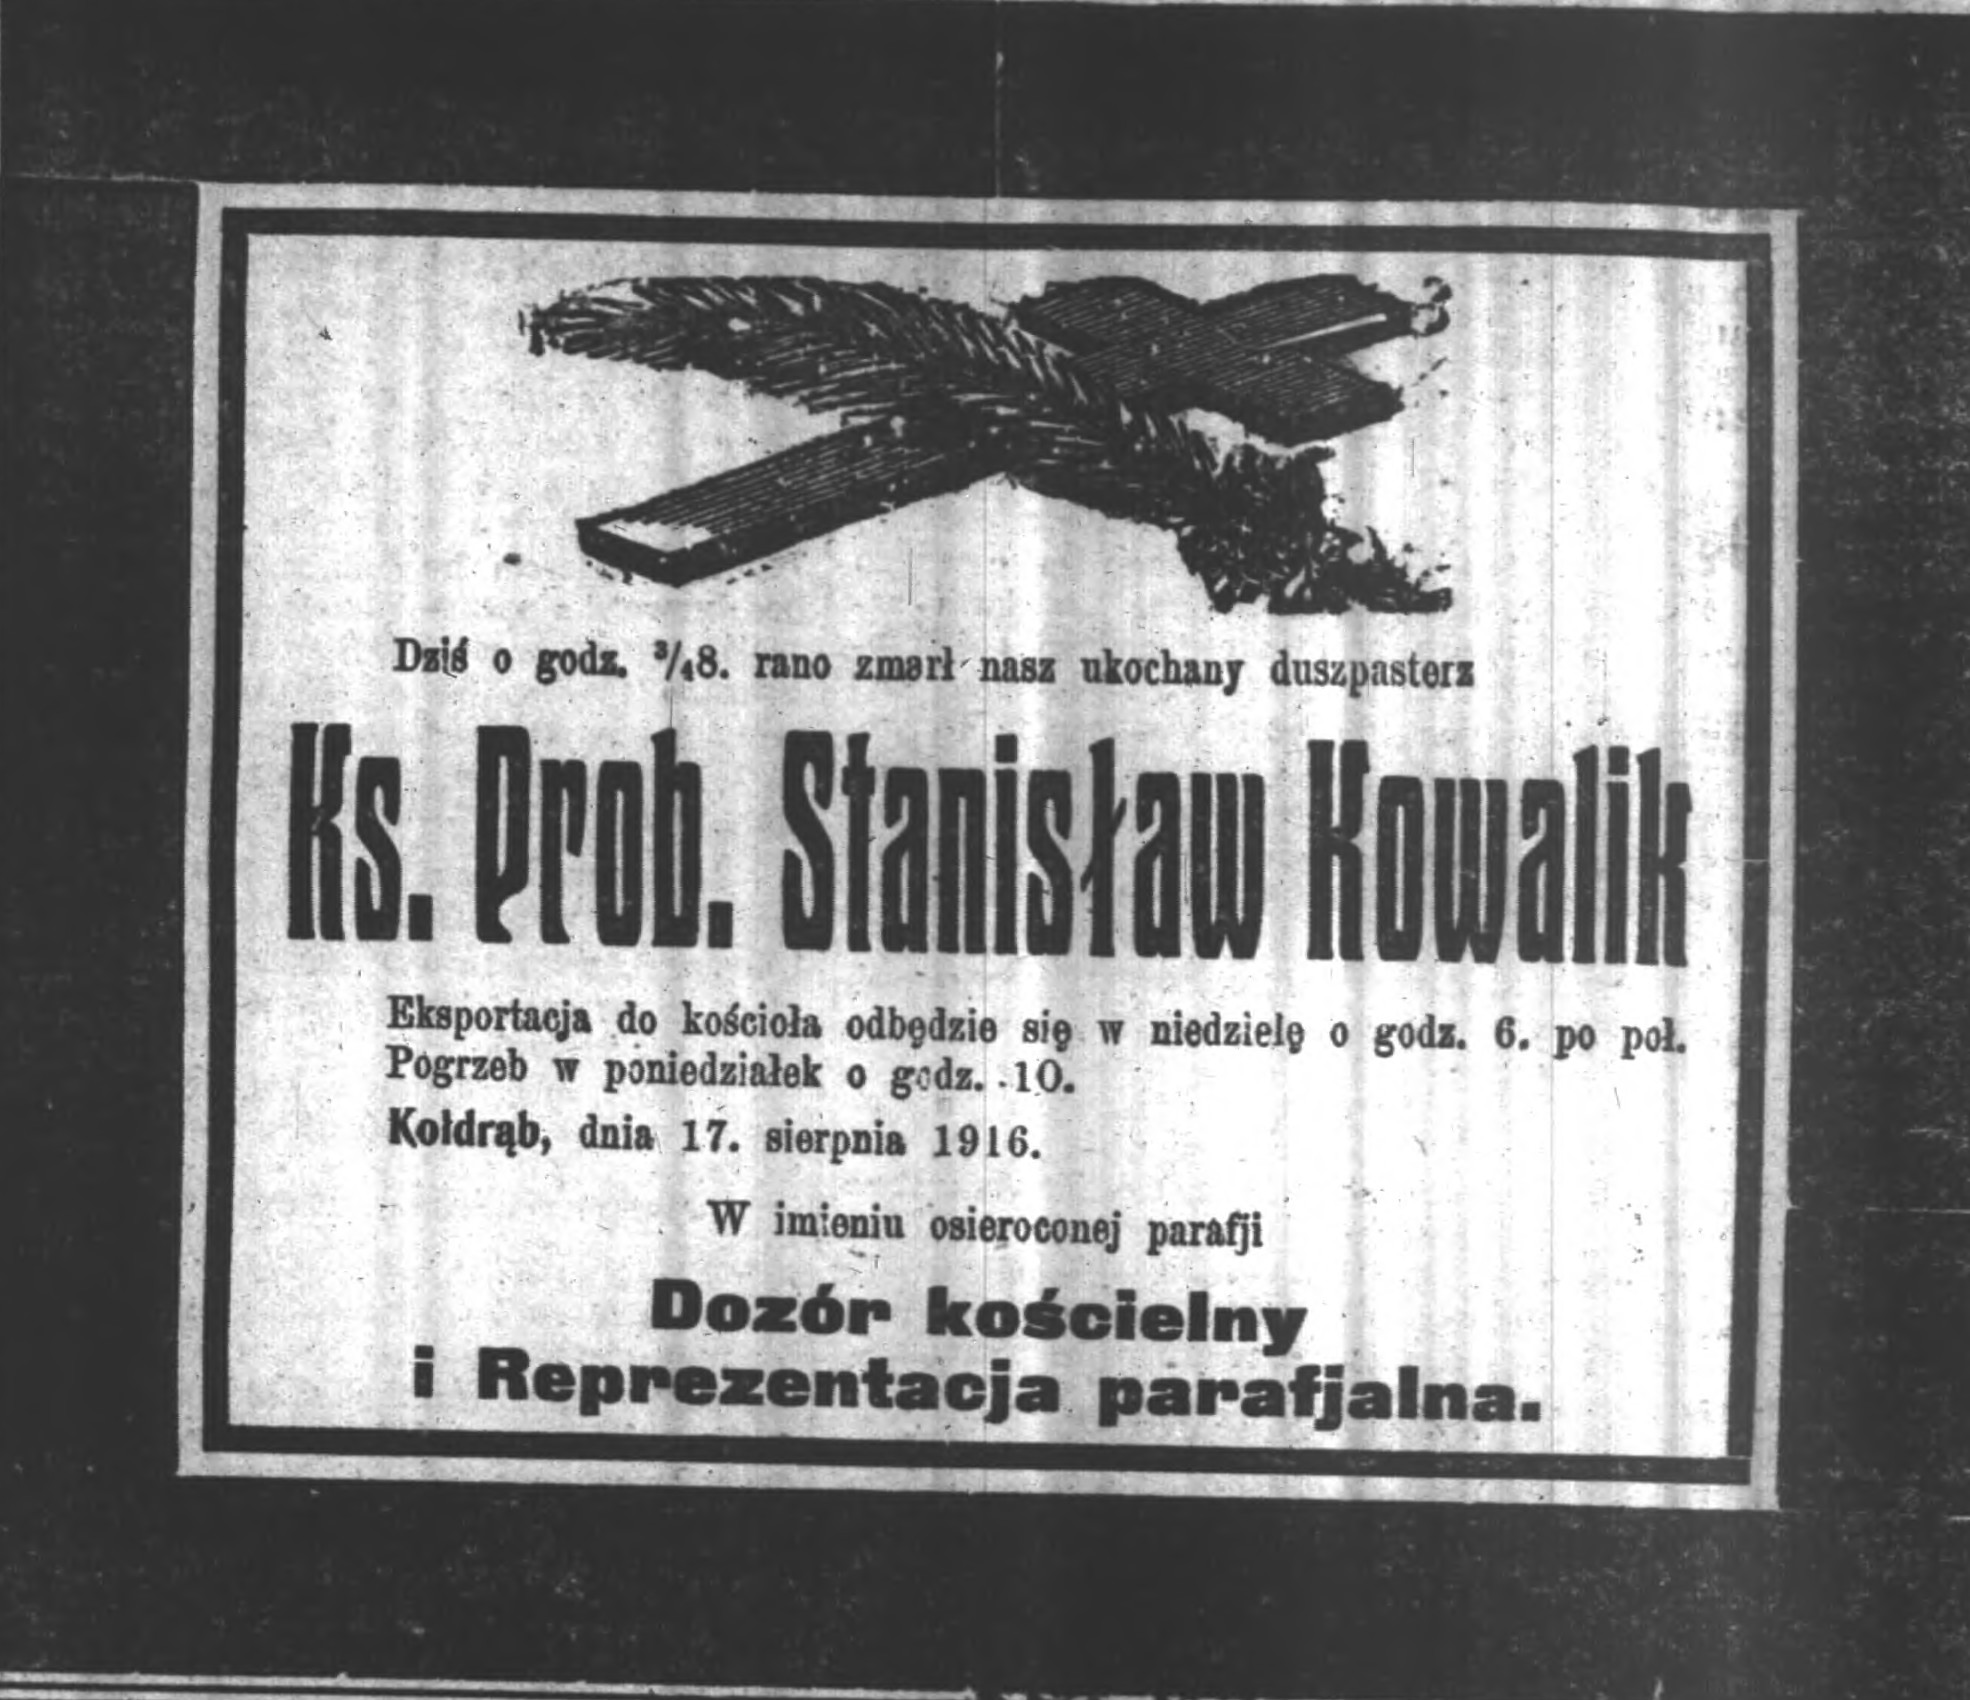 Dziś o godz. ³/₄8. rano zmarł nasz ukochany duszpasterz
Ks. Prob. Stanisław Kowalik
Eksportacja do kościoła odbędzie się w niedzielę o godz. 6. po poł.
Pogrzeb w poniedziałek o godz. 10.
Kołdrąb, dnia 17. sierpnia 1916.
W imieniu osieroconej parafji
Dozór kościelny
i Reprezentacja parafjalna.